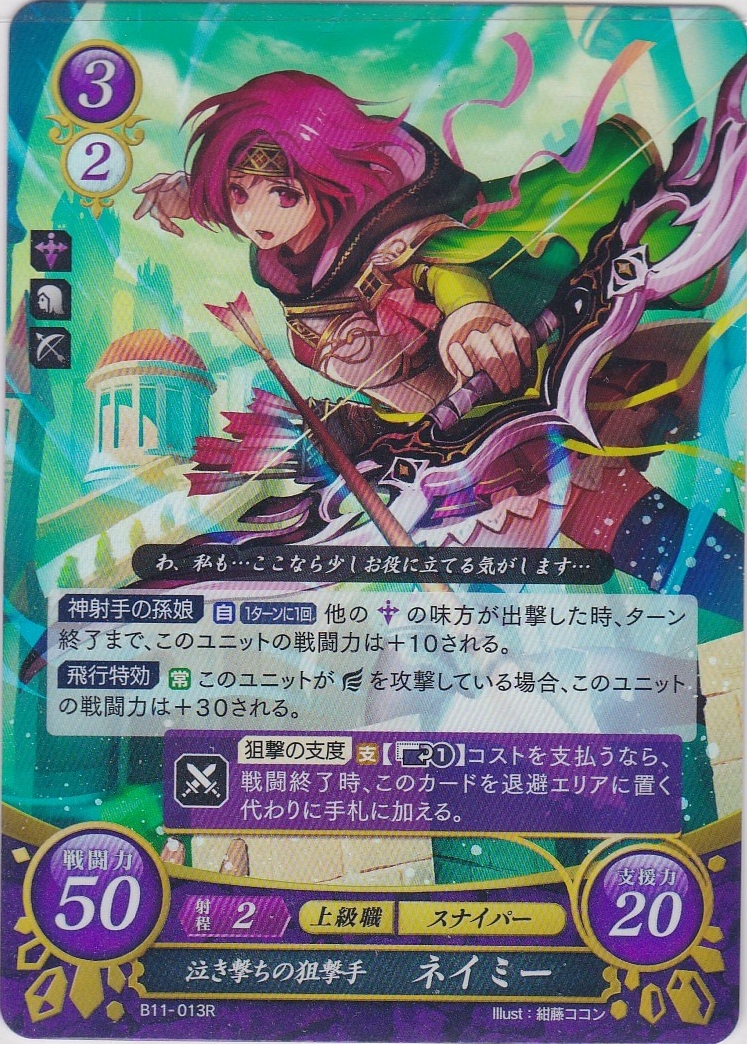 3
2
わ、私も…ここなら少しお役に立てる気がします…
神射手の孫娘 自 1ターンに1回 他の の味方が出撃した時、ターン
終了まで、このユニットの戦闘力は+10される。
飛行特効 常 このユニットが を攻撃している場合、このユニット
の戦闘力は+30される。
狙撃の支度 支【 1】コストを支払うなら、
戦闘終了時、このカードを退避エリアに置く
代わりに手札に加える。
戦闘力
50
射程 2 上級職 スナイパー
支援力
20
泣き撃ちの狙撃手 ネイミー
B11-013R
Illust:紺藤ココン